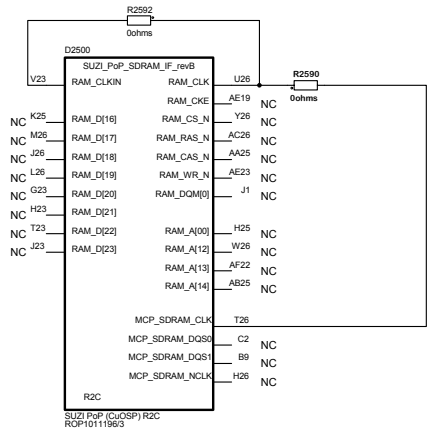 R2592
0ohms
D2500
SUZI_PoP_SDRAM_IF_revB
V23 RAM_CLKIN RAM_CLK U26
R2590
0ohms
RAM_CKE AE19 NC
NC K25 RAM_D[16] RAM_CS_N Y26 NC
NC M26 RAM_D[17] RAM_RAS_N AC26 NC
NC J26 RAM_D[18] RAM_CAS_N AA25 NC
NC L26 RAM_D[19] RAM_WR_N AE23 NC
NC G23 RAM_D[20] RAM_DQM[0] J1 NC
NC H23 RAM_D[21]
NC T23 RAM_D[22] RAM_A[00] H25 NC
NC J23 RAM_D[23] RAM_A[12] W26 NC
RAM_A[13] AF22 NC
RAM_A[14] AB25 NC
MCP_SDRAM_CLK T26
MCP_SDRAM_DQS0 C2 NC
MCP_SDRAM_DQS1 B9 NC
MCP_SDRAM_NCLK H26 NC
R2C
SUZI PoP (CuOSP) R2C
ROP1011196/3